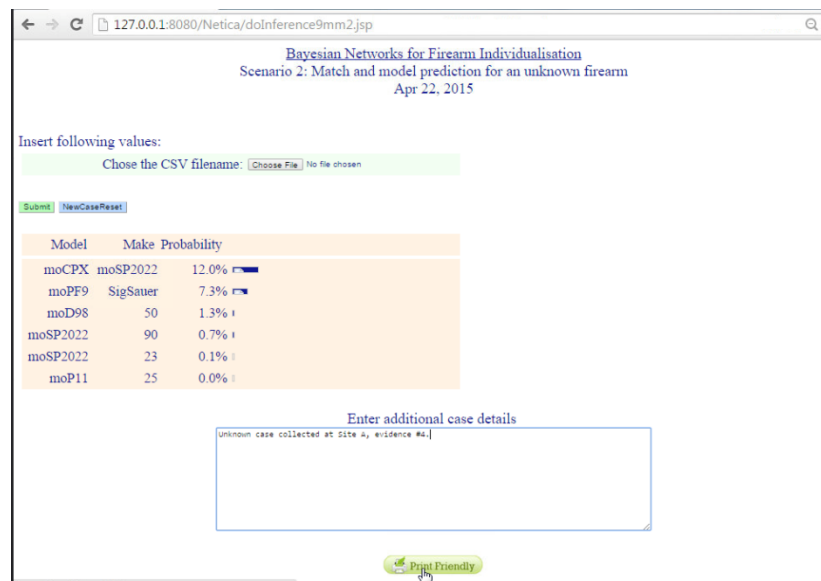 127.0.0.1:8080/Netica/doInference9mm2.jsp
Bayesian Networks for Firearm Individualisation
Scenario 2: Match and model prediction for an unknown firearm
Apr 22, 2015
Insert following values:
Chose the CSV filename: Choose File No file chosen
Submit NewCaseReset
Model Make Probability
moCPX moSP2022 12.0%
moPF9 SigSauer 7.3%
moD98 50 1.3%
moSP2022 90 0.7%
moSP2022 23 0.1%
moP11 25 0.0%
Enter additional case details
Unknown case collected at Site A, evidence #4.
Print Friendly